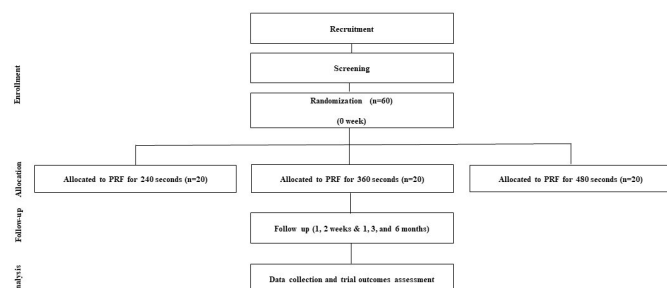 Recruitment
Screening
Randomization (n=60)
(0 week)
Enrollment
Allocated to PRF for 240 seconds (n=20)
Allocated to PRF for 360 seconds (n=20)
Allocated to PRF for 480 seconds (n=20)
Allocation
Follow up (1, 2 weeks & 1, 3, and 6 months)
Follow-up
Data collection and trial outcomes assessment
nalysis